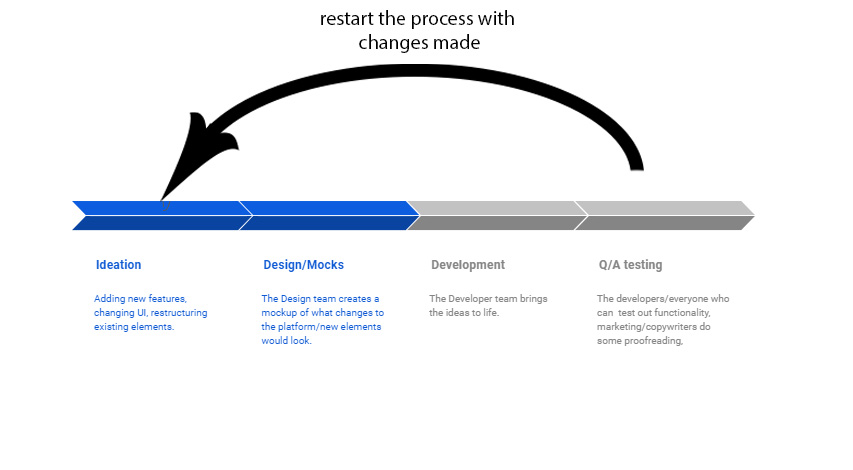 restart the process with
changes made
Ideation
Adding new features,
changing UI, restructuring
existing elements.
Design/Mocks
The Design team creates a
mockup of what changes to
the platform/new elements
would look.
Development
The Developer team brings
the ideas to life.
Q/A testing
The developers/everyone who
can  test out functionality,
marketing/copywriters do
some proofreading,